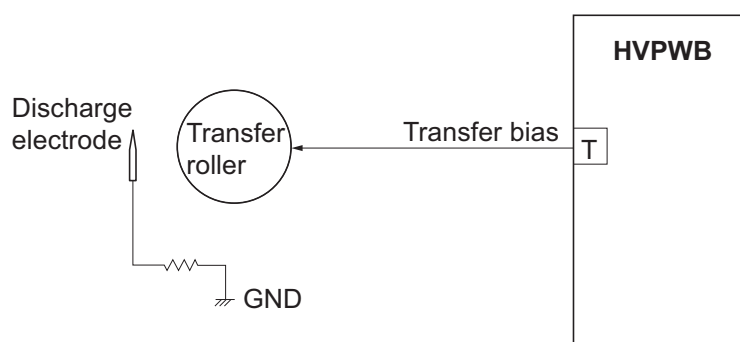 HVPWB
Discharge
electrode
Transfer
roller
Transfer bias
T
GND